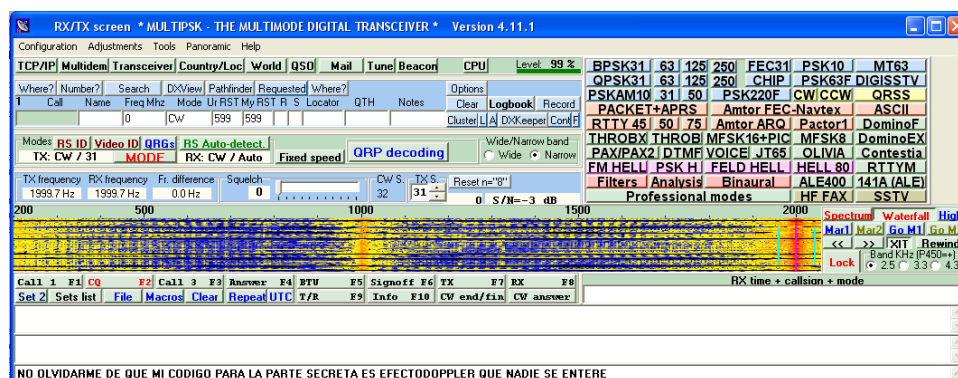 RX/TX screen * MULTIPSK - THE MULTIMODE DIGITAL TRANSCEIVER * Version 4.11.1
Configuration Adjustments Tools Panoramic Help
TCP/IP Multidem Transceiver Country/Loc World QSO Mail Tune Beacon CPU Level: 99 %
Where? Number? Search DXView Pathfinder Requested Where? Options
1 Call Name Freq Mhz Mode Ur RST My RST R S Locator QTH Notes Clear Logbook Record
0 CW 599 599 Cluster L A DXKeeper Cont F
Modes RS ID Video ID QRGs RS Auto-detect. Wide/Narrow band
TX: CW / 31 MODE RX: CW / Auto Fixed speed QRP decoding Wide Narrow
TX frequency RX frequency Fr. difference Squelch CW S. TX S. Reset n="8"
1999.7 Hz 1999.7 Hz 0.0 Hz 0 32 31 0 S/N=-3 dB
BPSK31 63 125 250 FEC31 PSK10 MT63
QPSK31 63 125 250 CHIP PSK63F DIGISSTV
PSKAM10 31 50 PSK220F CW CCW QRSS
PACKET+APRS Amtor FEC-Navtex ASCII
RTTY 45 50 75 Amtor ARQ Pactor1 DominoF
THROBX THROB MFSK16+PIC MFSK8 DominoEX
PAX/PAX2 DTMF VOICE JT65 OLIVIA Contestia
FM HELL PSK H FELD HELL HELL 80 RTTYM
Filters Analysis Binaural ALE400 141A (ALE)
Professional modes HF FAX SSTV
200 500 1000 1500 2000
Spectrum Waterfall High
Mar1 Mar2 Go M1 Go M
<< >> XIT Rewind
Lock Band KHz (P450=+)
2.5 3.3 4.3
Call 1 F1 CQ F2 Call 3 F3 Answer F4 BTU F5 Signoff F6 TX F7 RX F8
Set 2 Sets list File Macros Clear Repeat UTC T/R F9 Info F10 CW end/fin CW answer
RX time + callsign + mode
NO OLVIDARME DE QUE MI CODIGO PARA LA PARTE SECRETA ES EFECTODOPPLER QUE NADIE SE ENTERE